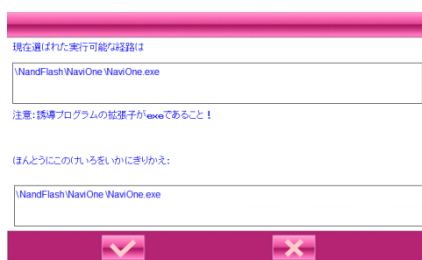 現在選ばれた実行可能な経路は
\NandFlash\NaviOne\NaviOne.exe
注意:誘導プログラムの拡張子がexeであること!
ほんとうにこのけいろをいかにきりかえ:
\NandFlash\NaviOne\NaviOne.exe